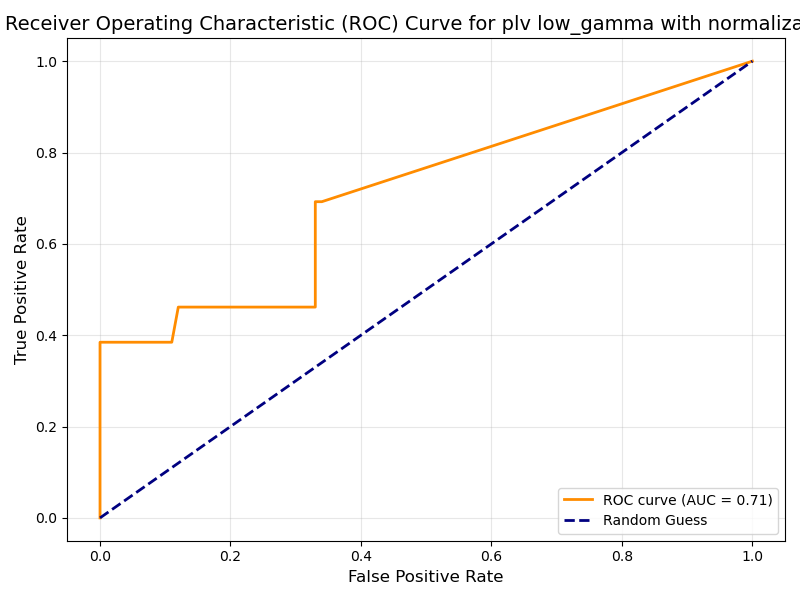 Receiver Operating Characteristic (ROC) Curve for plv low_gamma with normaliza
1.0
0.8
0.6
0.4
0.2
0.0
True Positive Rate
0.0 0.2 0.4 0.6 0.8 1.0
False Positive Rate
ROC curve (AUC = 0.71)
Random Guess